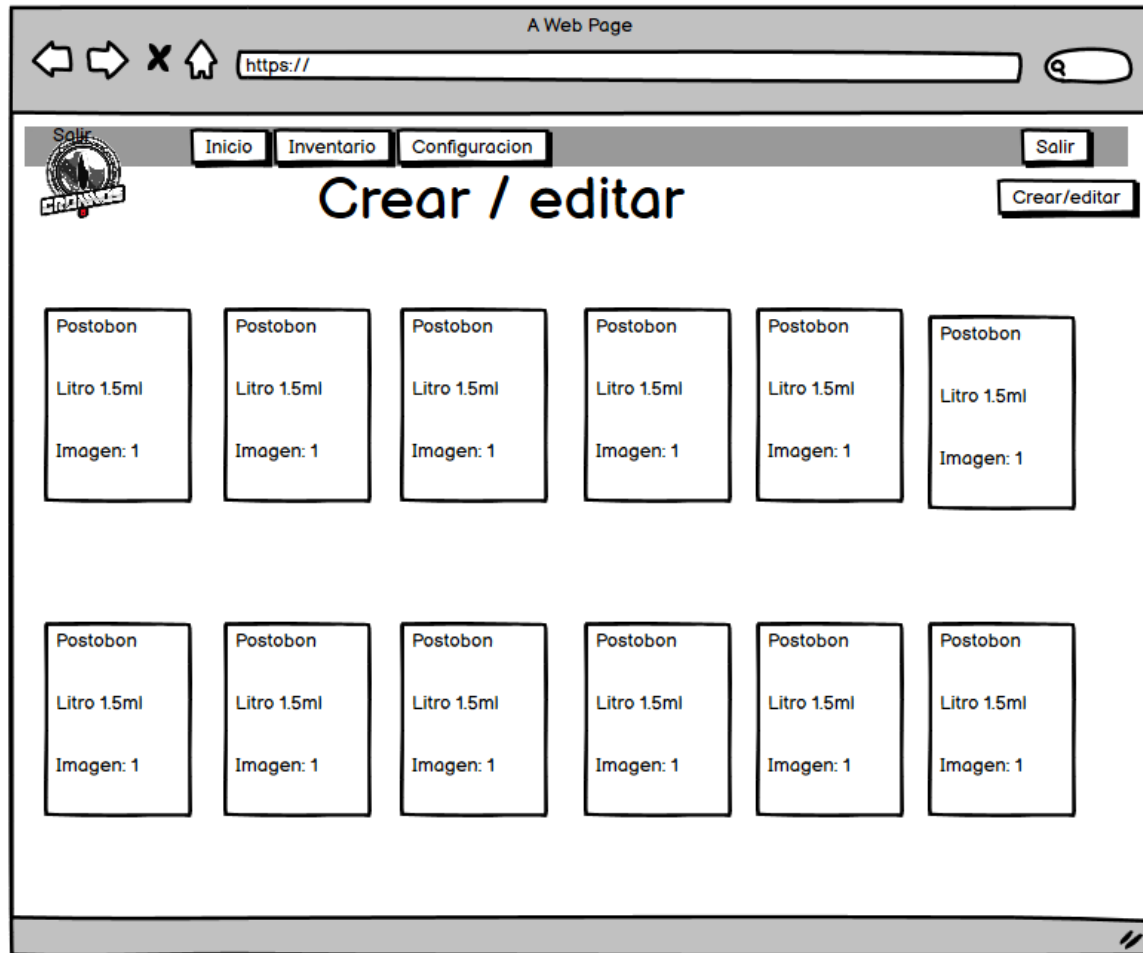 A Web Page
https://
Salir
Inicio Inventario Configuracion Salir
CRONNOS
Crear / editar
Crear/editar
Postobon Postobon Postobon Postobon Postobon Postobon
Litro 1.5ml Litro 1.5ml Litro 1.5ml Litro 1.5ml Litro 1.5ml Litro 1.5ml
Imagen: 1 Imagen: 1 Imagen: 1 Imagen: 1 Imagen: 1 Imagen: 1
Postobon Postobon Postobon Postobon Postobon Postobon
Litro 1.5ml Litro 1.5ml Litro 1.5ml Litro 1.5ml Litro 1.5ml Litro 1.5ml
Imagen: 1 Imagen: 1 Imagen: 1 Imagen: 1 Imagen: 1 Imagen: 1